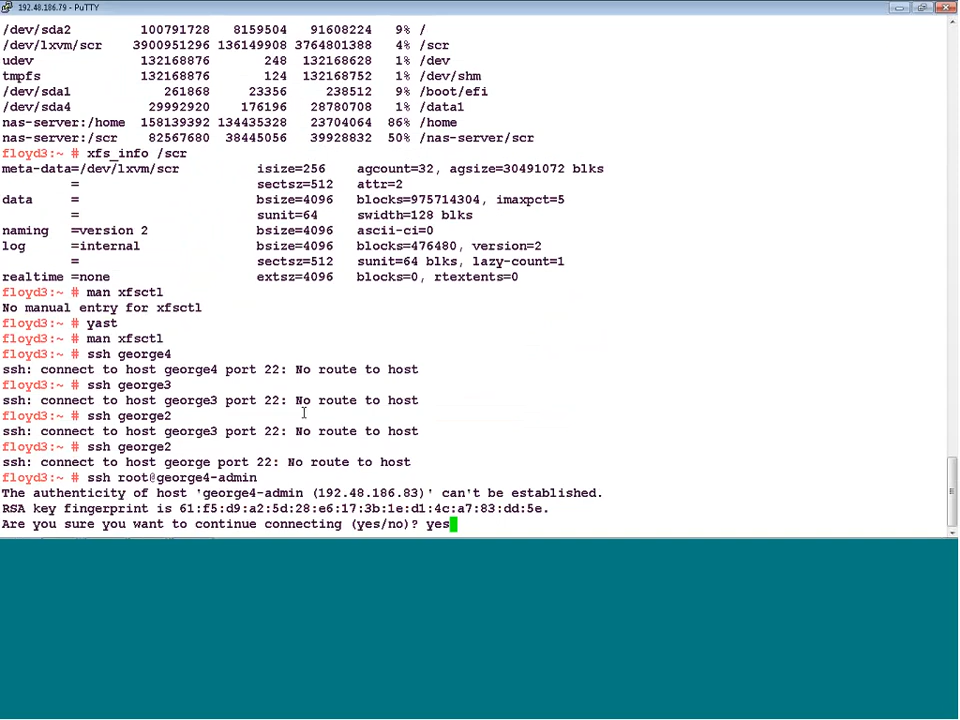 192.48.186.79 - PuTTY
/dev/sda2 100791728 8159504 91608224 9% /
/dev/lxvm/scr 3900951296 136149908 3764801388 4% /scr
udev 132168876 248 132168628 1% /dev
tmpfs 132168876 124 132168752 1% /dev/shm
/dev/sda1 261868 23356 238512 9% /boot/efi
/dev/sda4 29992920 176196 28780708 1% /data1
nas-server:/home 158139392 134435328 23704064 86% /home
nas-server:/scr 82567680 38445056 39928832 50% /nas-server/scr
floyd3:~ # xfs_info /scr
meta-data=/dev/lxvm/scr isize=256 agcount=32, agsize=30491072 blks
= sectsz=512 attr=2
data = bsize=4096 blocks=975714304, imaxpct=5
= sunit=64 swidth=128 blks
naming =version 2 bsize=4096 ascii-ci=0
log =internal bsize=4096 blocks=476480, version=2
= sectsz=512 sunit=64 blks, lazy-count=1
realtime =none extsz=4096 blocks=0, rtextents=0
floyd3:~ # man xfsctl
No manual entry for xfsctl
floyd3:~ # yast
floyd3:~ # man xfsctl
floyd3:~ # ssh george4
ssh: connect to host george4 port 22: No route to host
floyd3:~ # ssh george3
ssh: connect to host george3 port 22: No route to host
floyd3:~ # ssh george2
ssh: connect to host george3 port 22: No route to host
floyd3:~ # ssh george2
ssh: connect to host george port 22: No route to host
floyd3:~ # ssh root@george4-admin
The authenticity of host 'george4-admin (192.48.186.83)' can't be established.
RSA key fingerprint is 61:f5:d9:a2:5d:28:e6:17:3b:1e:d1:4c:a7:83:dd:5e.
Are you sure you want to continue connecting (yes/no)? yes